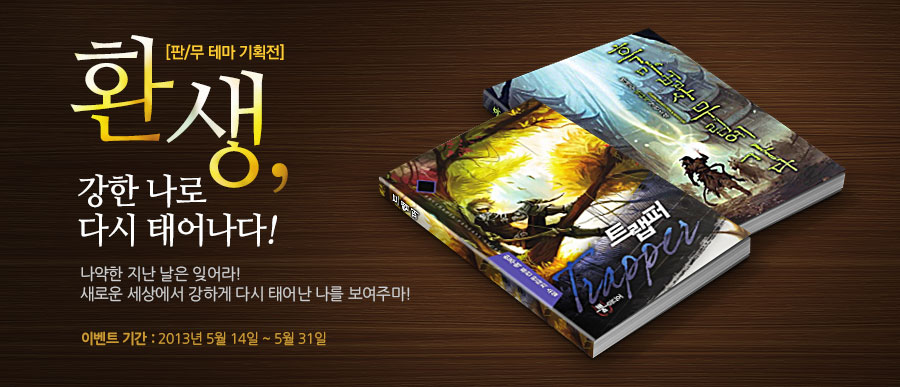 [판/무 테마 기획전]
환생,
강한 나로
다시 태어나다!
나약한 지난 날은 잊어라!
새로운 세상에서 강하게 다시 태어난 나를 보여주마!
이벤트 기간 : 2013년 5월 14일 ~ 5월 31일
트랩퍼
Trapper